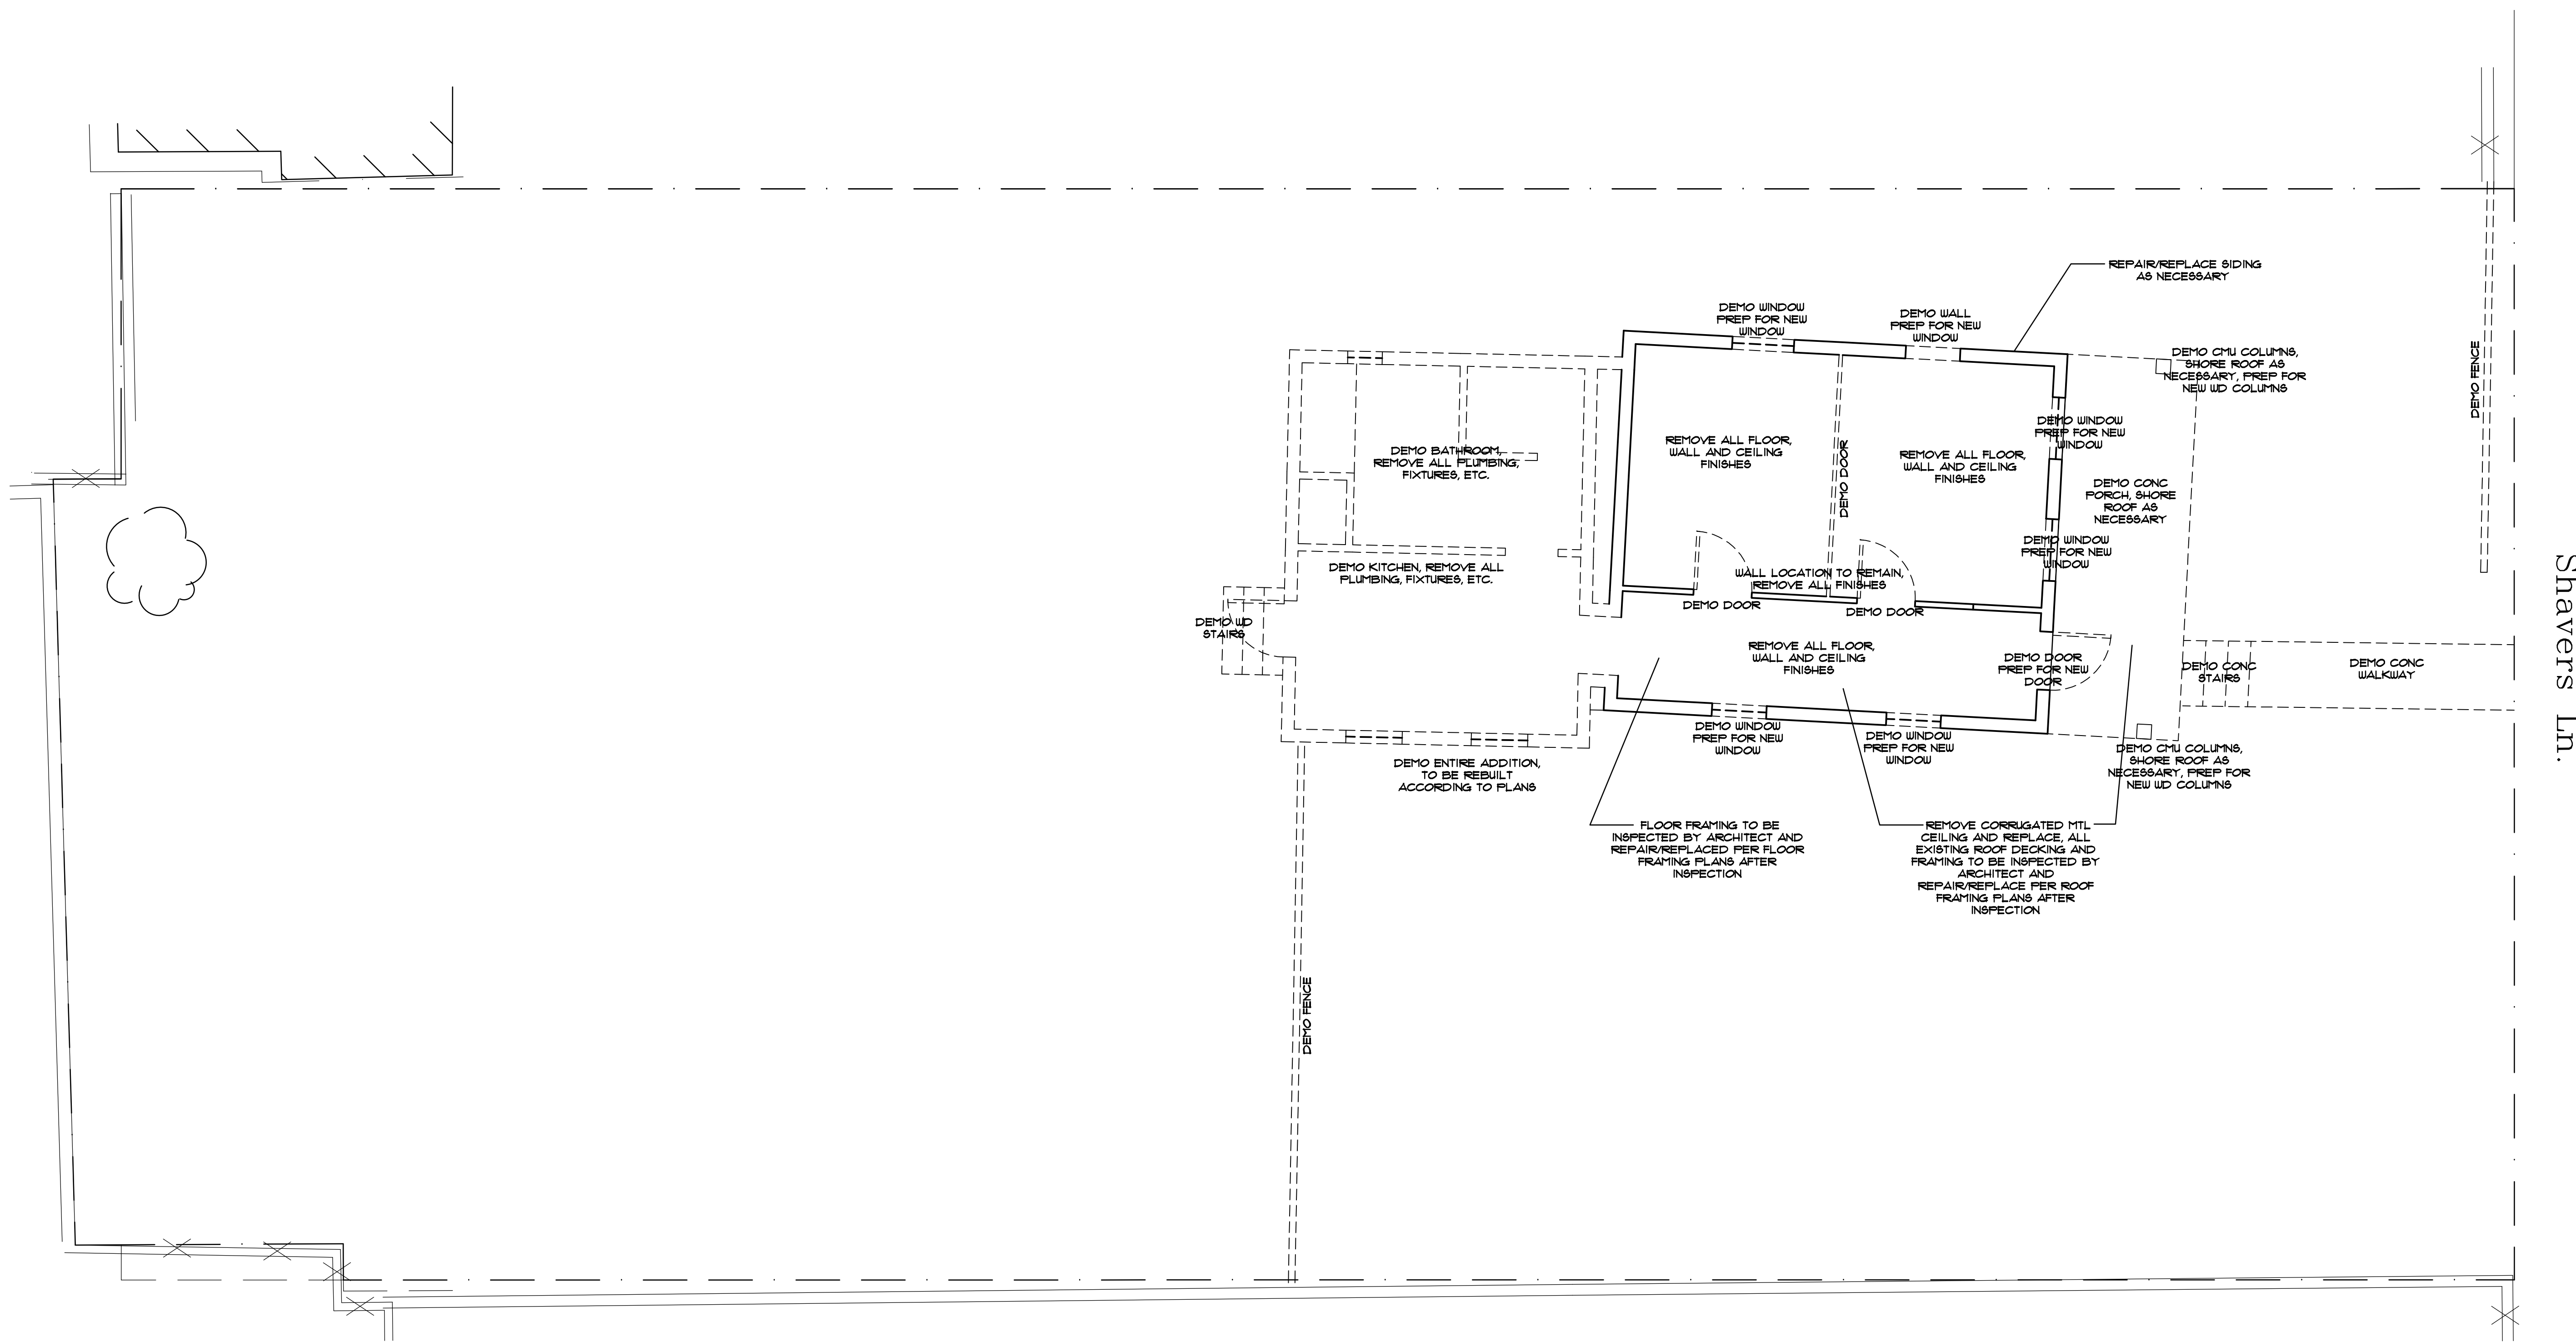 REPAIR/REPLACE SIDING
AS NECESSARY
DEMO WINDOW
PREP FOR NEW
WINDOW
DEMO WALL
PREP FOR NEW
WINDOW
DEMO CMU COLUMNS,
SHORE ROOF AS
NECESSARY, PREP FOR
NEW WD COLUMNS
DEMO FENCE
DEMO WINDOW
PREP FOR NEW
WINDOW
DEMO BATHROOM,
REMOVE ALL PLUMBING,
FIXTURES, ETC.
REMOVE ALL FLOOR,
WALL AND CEILING
FINISHES
DEMO DOOR
REMOVE ALL FLOOR,
WALL AND CEILING
FINISHES
DEMO CONC
PORCH, SHORE
ROOF AS
NECESSARY
DEMO WINDOW
PREP FOR NEW
WINDOW
DEMO KITCHEN, REMOVE ALL
PLUMBING, FIXTURES, ETC.
WALL LOCATION TO REMAIN,
REMOVE ALL FINISHES
DEMO DOOR
DEMO DOOR
DEMO WD
STAIRS
REMOVE ALL FLOOR,
WALL AND CEILING
FINISHES
DEMO DOOR
PREP FOR NEW
DOOR
DEMO CONC
STAIRS
DEMO CONC
WALKWAY
Shavers Ln.
DEMO WINDOW
PREP FOR NEW
WINDOW
DEMO WINDOW
PREP FOR NEW
WINDOW
DEMO CMU COLUMNS,
SHORE ROOF AS
NECESSARY, PREP FOR
NEW WD COLUMNS
DEMO ENTIRE ADDITION,
TO BE REBUILT
ACCORDING TO PLANS
FLOOR FRAMING TO BE
INSPECTED BY ARCHITECT AND
REPAIR/REPLACED PER FLOOR
FRAMING PLANS AFTER
INSPECTION
REMOVE CORRUGATED MTL
CEILING AND REPLACE, ALL
EXISTING ROOF DECKING AND
FRAMING TO BE INSPECTED BY
ARCHITECT AND
REPAIR/REPLACE PER ROOF
FRAMING PLANS AFTER
INSPECTION
DEMO FENCE